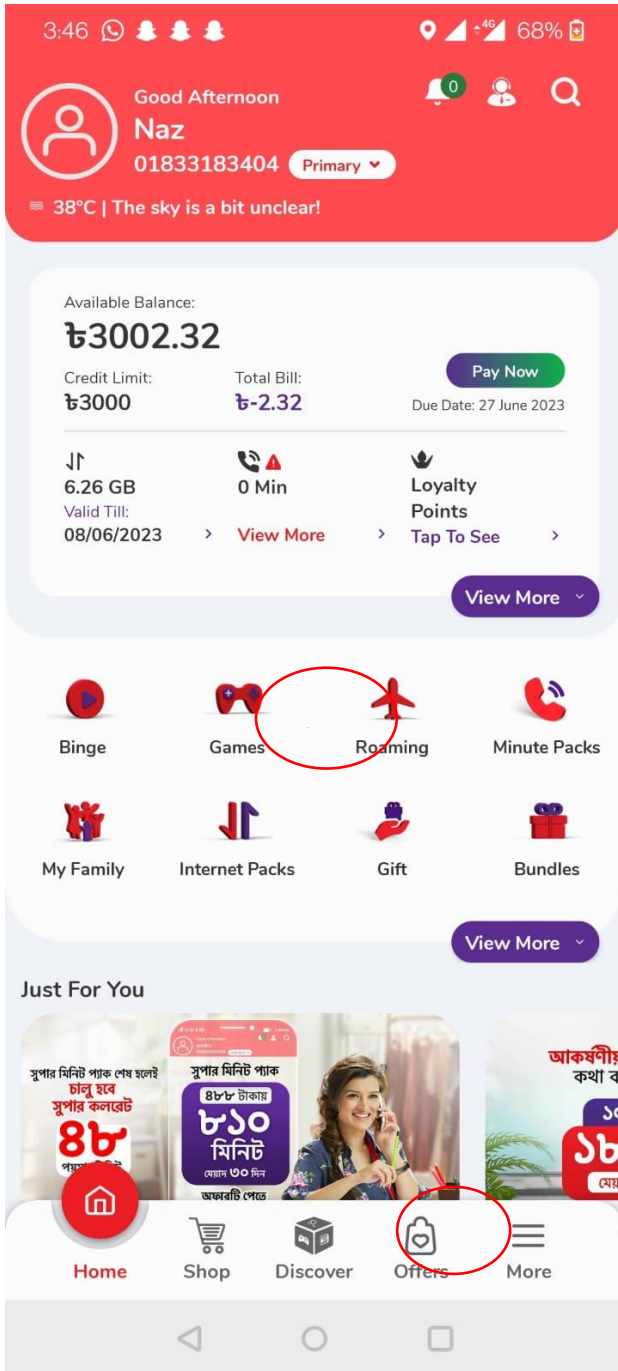 3:46 4G 68%
Good Afternoon 0
Naz
01833183404 Primary
38°C | The sky is a bit unclear!
Available Balance:
৳3002.32
Credit Limit: Total Bill: Pay Now
৳3000 ৳-2.32 Due Date: 27 June 2023
6.26 GB 0 Min Loyalty
Valid Till: Points
08/06/2023 > View More > Tap To See >
View More
Binge Games Roaming Minute Packs
My Family Internet Packs Gift Bundles
View More
Just For You
সুপার মিনিট প্যাক শেষ হলেই
চালু হবে
সুপার কলরেট
৪৮
সুপার মিনিট প্যাক
৪৮৮ টাকায়
৮১০
মিনিট
মেয়াদ ৩০ দিন
অফারটি পেতে
আকর্ষণীয়
কথা ব
১৮
Home Shop Discover Offers More